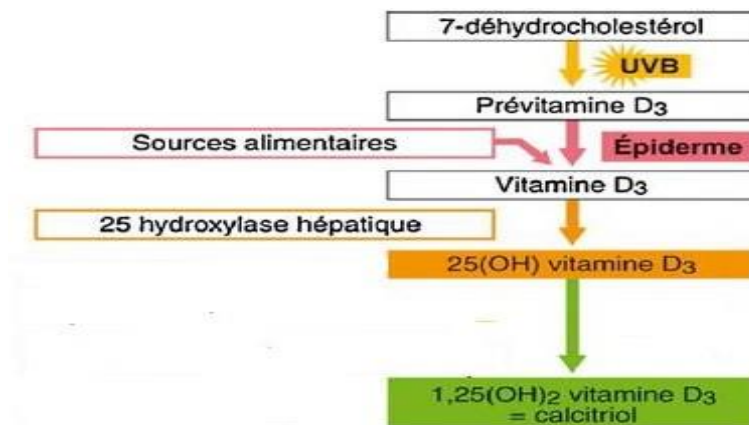 7-déhydrocholestérol
UVB
Prévitamine D3
Sources alimentaires
Épiderme
Vitamine D3
25 hydroxylase hépatique
25(OH) vitamine D3
1,25(OH)2 vitamine D3
= calcitriol